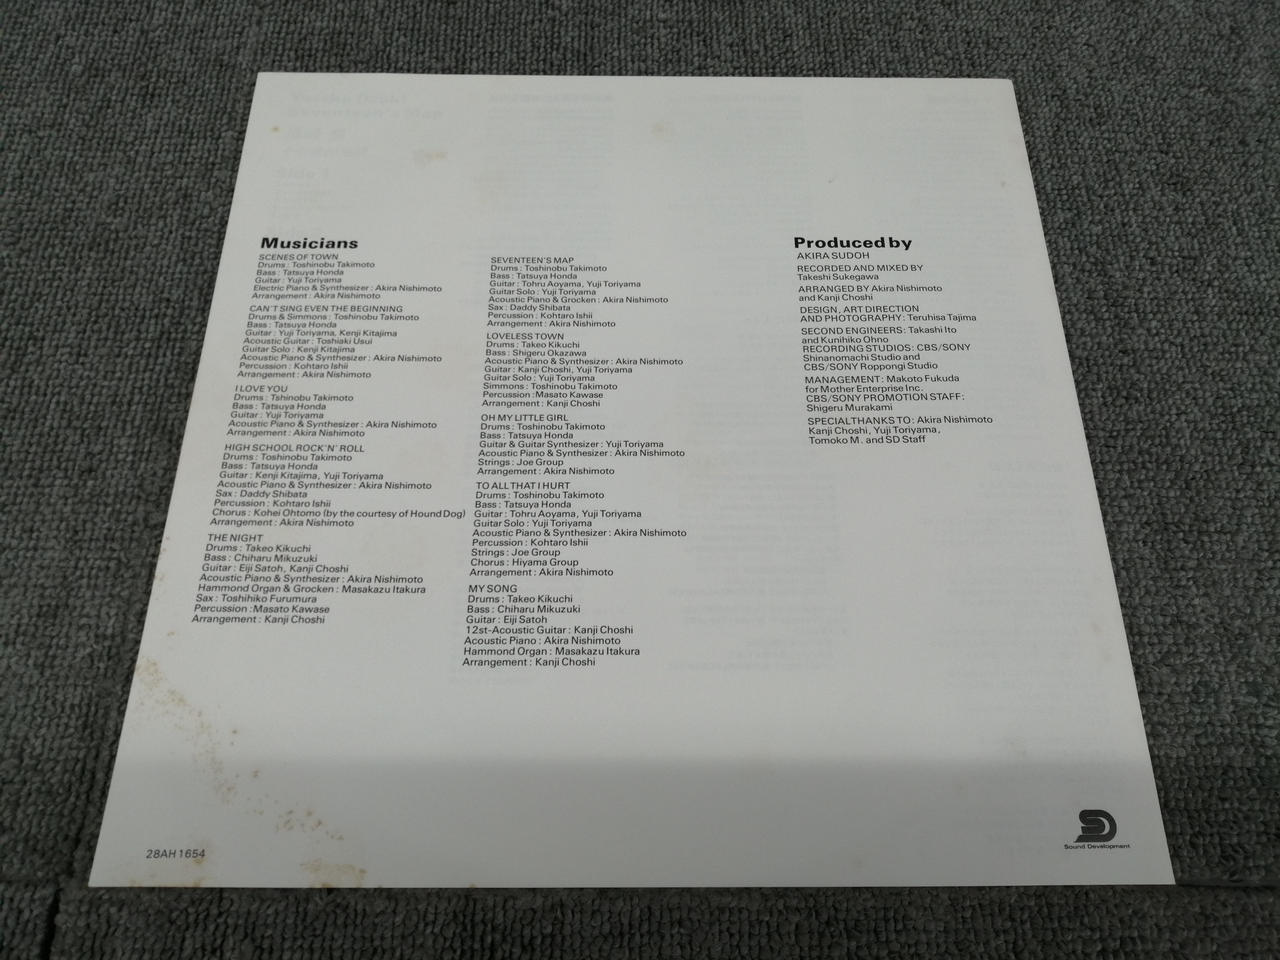 Musicians
SCENES OF TOWN
Drums : Toshinobu Takimoto
Bass : Tatsuya Honda
Guitar : Yuji Toriyama
Electric Piano & Synthesizer : Akira Nishimoto
Arrangement : Akira Nishimoto
CAN'T SING EVEN THE BEGINNING
Drums & Simmons : Toshinobu Takimoto
Bass : Tatsuya Honda
Guitar : Yuji Toriyama, Kenji Kitajima
Acoustic Guitar : Toshiaki Usui
Guitar Solo : Kenji Kitajima
Acoustic Piano & Synthesizer : Akira Nishimoto
Percussion : Kohtaro Ishii
Arrangement : Akira Nishimoto
I LOVE YOU
Drums : Tshinobu Takimoto
Bass : Tatsuya Honda
Guitar : Yuji Toriyama
Acoustic Piano & Synthesizer : Akira Nishimoto
Arrangement : Akira Nishimoto
HIGH SCHOOL ROCK'N'ROLL
Drums : Toshinobu Takimoto
Bass : Tatsuya Honda
Guitar : Kenji Kitajima, Yuji Toriyama
Acoustic Piano & Synthesizer : Akira Nishimoto
Sax : Daddy Shibata
Percussion : Kohtaro Ishii
Chorus : Kohei Ohtomo (by the courtesy of Hound Dog)
Arrangement : Akira Nishimoto
THE NIGHT
Drums : Takeo Kikuchi
Bass : Chiharu Mikuzuki
Guitar : Eiji Satoh, Kanji Choshi
Acoustic Piano & Synthesizer : Akira Nishimoto
Hammond Organ & Grocken : Masakazu Itakura
Sax : Toshihiko Furumura
Percussion : Masato Kawase
Arrangement : Kanji Choshi
SEVENTEEN'S MAP
Drums : Toshinobu Takimoto
Bass : Tatsuya Honda
Guitar : Tohru Aoyama, Yuji Toriyama
Guitar Solo : Yuji Toriyama
Acoustic Piano & Grocken : Akira Nishimoto
Sax : Daddy Shibata
Percussion : Kohtaro Ishii
Arrangement : Akira Nishimoto
LOVELESS TOWN
Drums : Takeo Kikuchi
Bass : Shigeru Okazawa
Acoustic Piano & Synthesizer : Akira Nishimoto
Guitar : Kanji Choshi, Yuji Toriyama
Guitar Solo : Yuji Toriyama
Simmons : Toshinobu Takimoto
Percussion : Masato Kawase
Arrangement : Kanji Choshi
OH MY LITTLE GIRL
Drums : Toshinobu Takimoto
Bass : Tatsuya Honda
Guitar & Guitar Synthesizer : Yuji Toriyama
Acoustic Piano & Synthesizer : Akira Nishimoto
Strings : Joe Group
Arrangement : Akira Nishimoto
TO ALL THAT I HURT
Drums : Toshinobu Takimoto
Bass : Tatsuya Honda
Guitar : Tohru Aoyama, Yuji Toriyama
Guitar Solo : Yuji Toriyama
Acoustic Piano & Synthesizer : Akira Nishimoto
Percussion : Kohtaro Ishii
Strings : Joe Group
Chorus : Hiyama Group
Arrangement : Akira Nishimoto
MY SONG
Drums : Takeo Kikuchi
Bass : Chiharu Mikuzuki
Guitar : Eiji Satoh
12st-Acoustic Guitar : Kanji Choshi
Acoustic Piano : Akira Nishimoto
Hammond Organ : Masakazu Itakura
Arrangement : Kanji Choshi
Produced by
AKIRA SUDOH
RECORDED AND MIXED BY
Takeshi Sukegawa
ARRANGED BY Akira Nishimoto
and Kanji Choshi
DESIGN, ART DIRECTION
AND PHOTOGRAPHY : Teruhisa Tajima
SECOND ENGINEERS : Takashi Ito
and Kunihiko Ohno
RECORDING STUDIOS : CBS/SONY
Shinanomachi Studio and
CBS/SONY Roppongi Studio
MANAGEMENT : Makoto Fukuda
for Mother Enterprise Inc.
CBS/SONY PROMOTION STAFF :
Shigeru Murakami
SPECIAL THANKS TO : Akira Nishimoto
Kanji Choshi, Yuji Toriyama,
Tomoko M. and SD Staff
28AH 1654
Sound Development